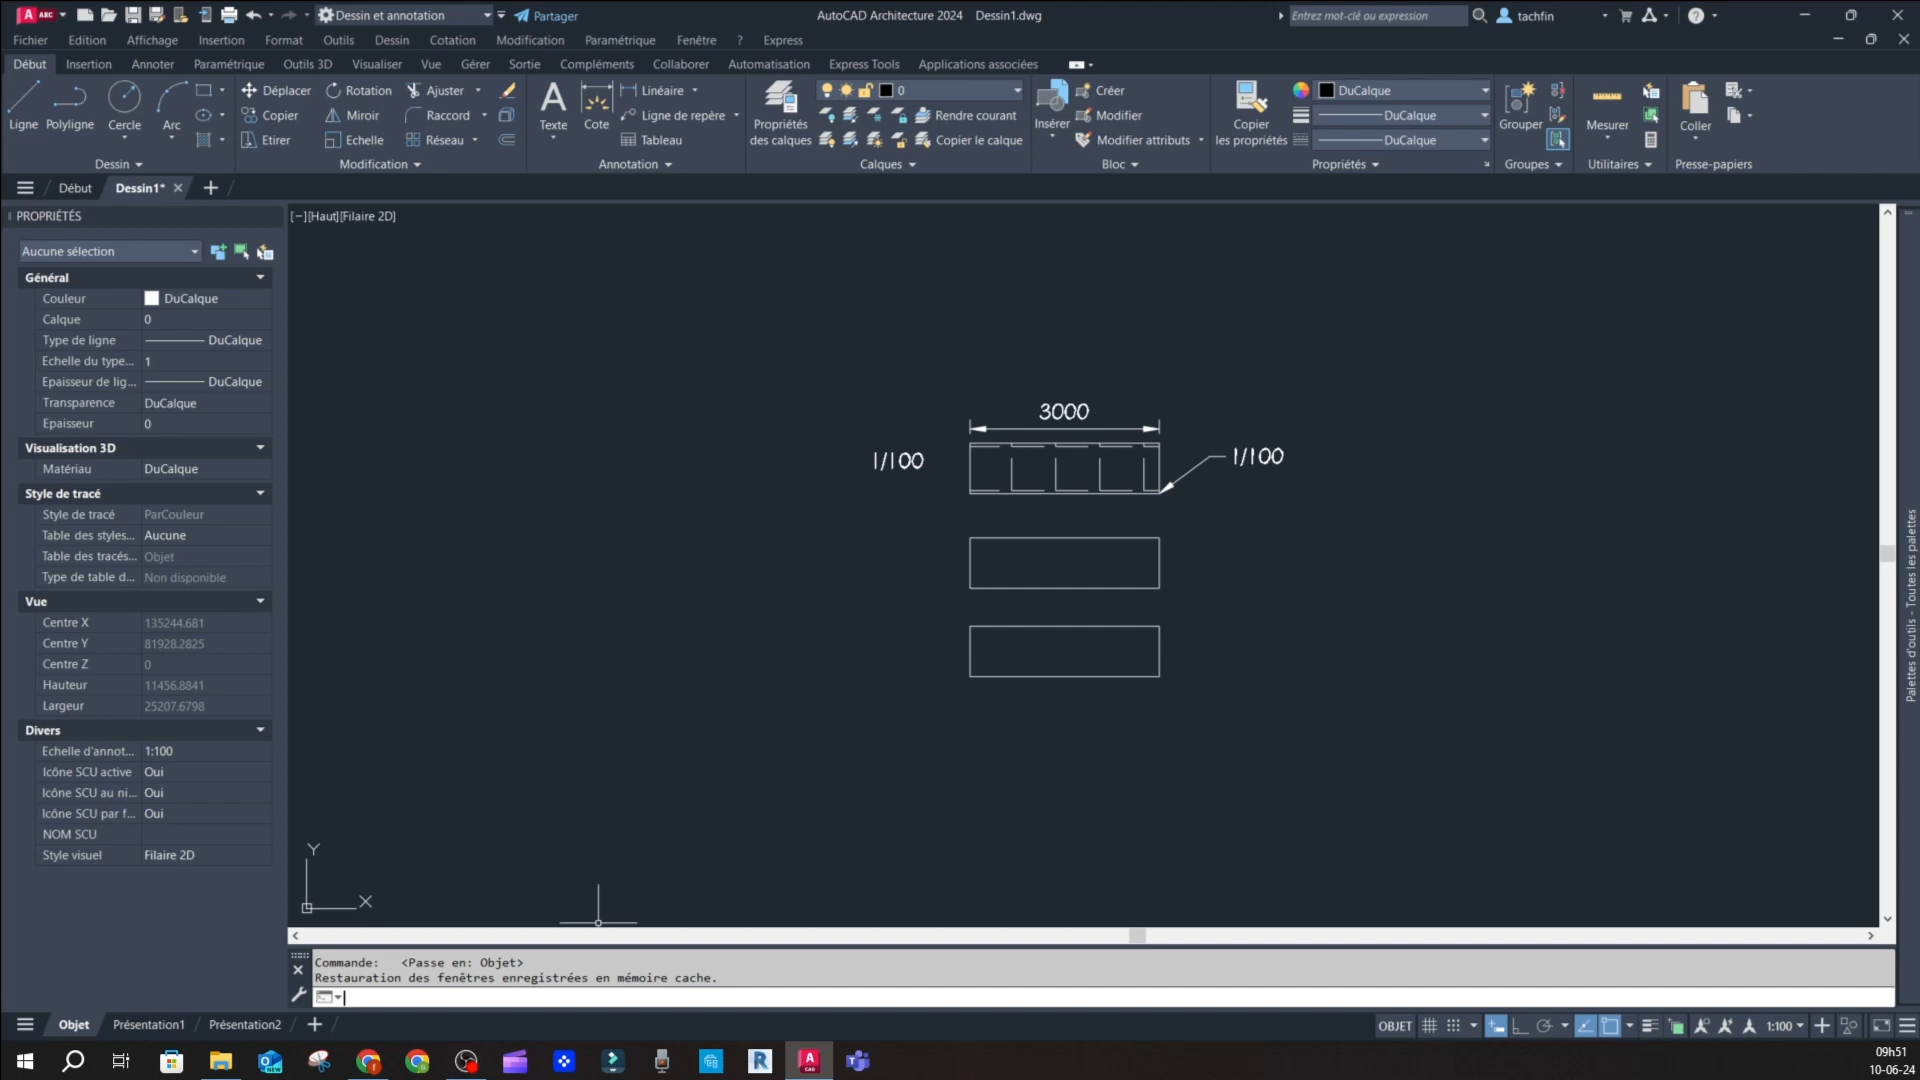 ARC Dessin et annotation Partager AutoCAD Architecture 2024 Dessin1.dwg Entrez mot-clé ou expression tachfin
Fichier Edition Affichage Insertion Format Outils Dessin Cotation Modification Paramétrique Fenêtre ? Express
Début Insertion Annoter Paramétrique Outils 3D Visualiser Vue Gérer Sortie Compléments Collaborer Automatisation Express Tools Applications associées
Ligne Polyligne Cercle Arc
Déplacer Rotation Ajuster
Copier Miroir Raccord
Etirer Echelle Réseau
Texte Cote
Linéaire
Ligne de repère
Tableau
Propriétés des calques
0
Rendre courant
Copier le calque
Insérer
Créer
Modifier
Modifier attributs
Copier les propriétés
DuCalque
DuCalque
DuCalque
Grouper
Mesurer
Coller
Dessin Modification Annotation Calques Bloc Propriétés Groupes Utilitaires Presse-papiers
Début Dessin1*
PROPRIÉTÉS
[−][Haut][Filaire 2D]
Aucune sélection
Général
Couleur DuCalque
Calque 0
Type de ligne DuCalque
Echelle du type... 1
Epaisseur de lig... DuCalque
Transparence DuCalque
Epaisseur 0
Visualisation 3D
Matériau DuCalque
Style de tracé
Style de tracé ParCouleur
Table des styles... Aucune
Table des tracés... Objet
Type de table d... Non disponible
Vue
Centre X 135244.681
Centre Y 81928.2825
Centre Z 0
Hauteur 11456.8841
Largeur 25207.6798
Divers
Echelle d'annot... 1:100
Icône SCU active Oui
Icône SCU au ni... Oui
Icône SCU par f... Oui
NOM SCU
Style visuel Filaire 2D
3000
1/100
1/100
Y
X
Palettes d'outils - Toutes les palettes
Commande: <Passe en: Objet>
Restauration des fenêtres enregistrées en mémoire cache.
Objet Présentation1 Présentation2
OBJET 1:100
09h51
10-06-24